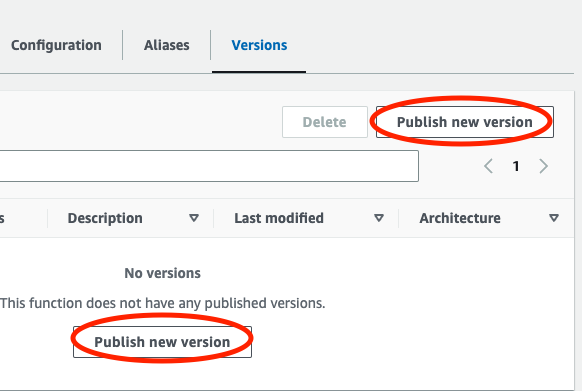 Configuration Aliases Versions
Delete Publish new version
1
s Description Last modified Architecture
No versions
This function does not have any published versions.
Publish new version